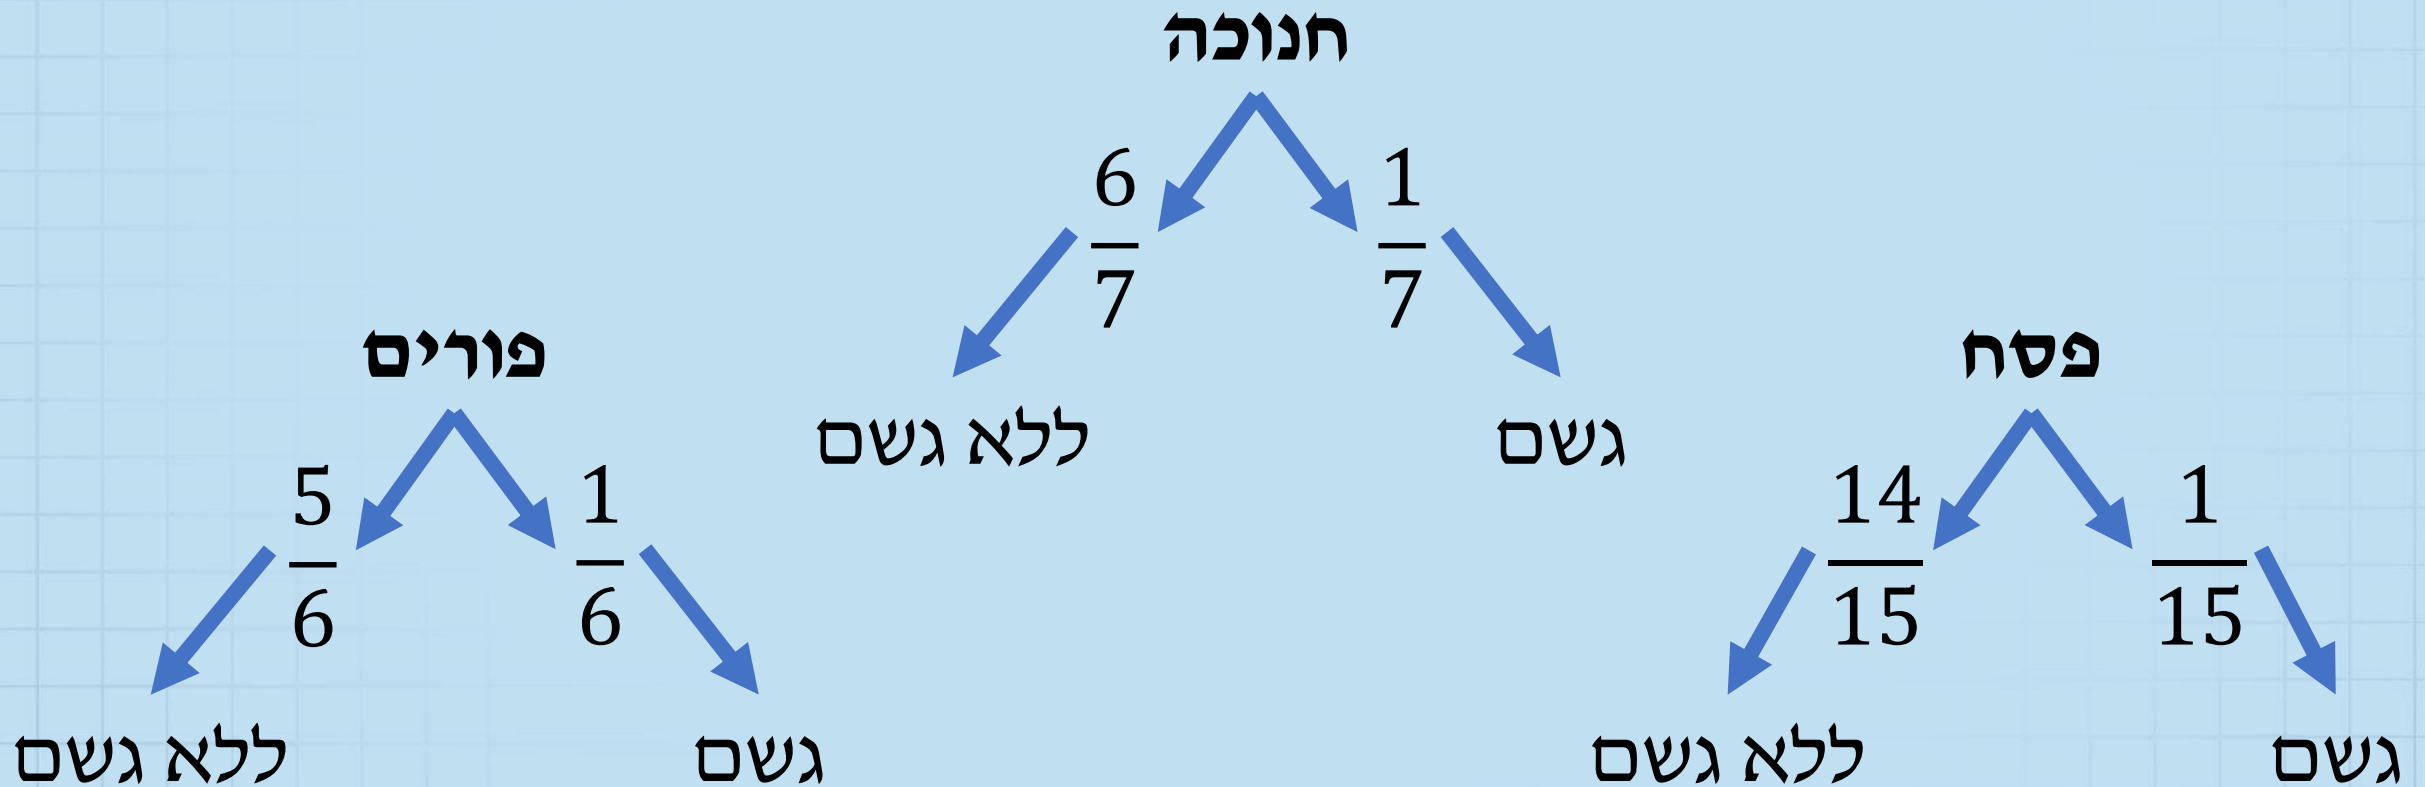 חנוכה
6/7
1/7
ללא גשם
גשם
פורים
5/6
1/6
ללא גשם
גשם
פסח
14/15
1/15
ללא גשם
גשם